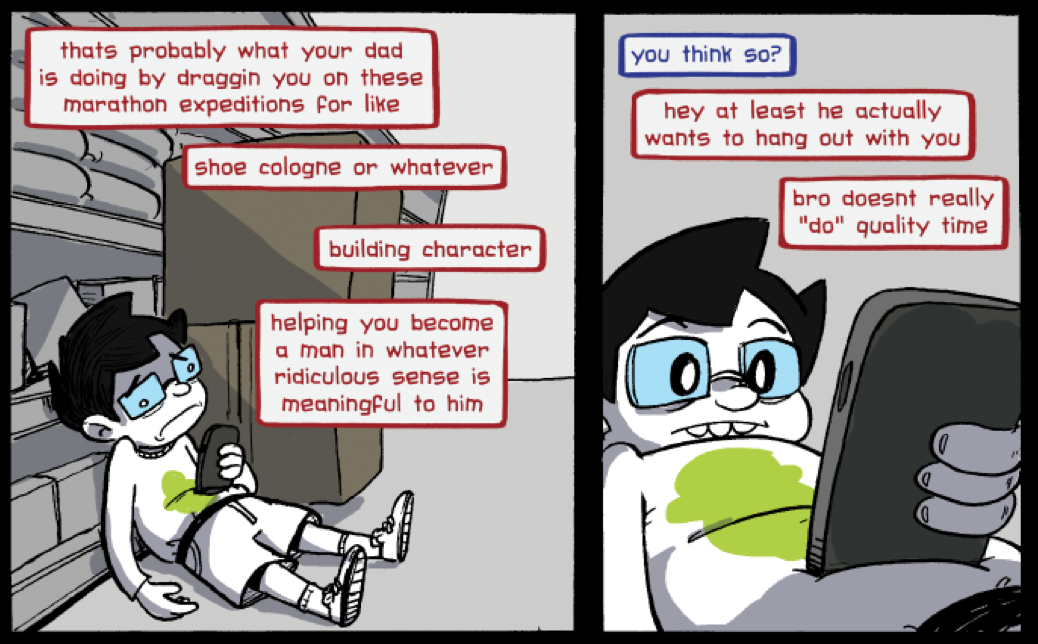 thats probably what your dad
is doing by draggin you on these
marathon expeditions for like
shoe cologne or whatever
building character
helping you become
a man in whatever
ridiculous sense is
meaningful to him
you think so?
hey at least he actually
wants to hang out with you
bro doesnt really
"do" quality time